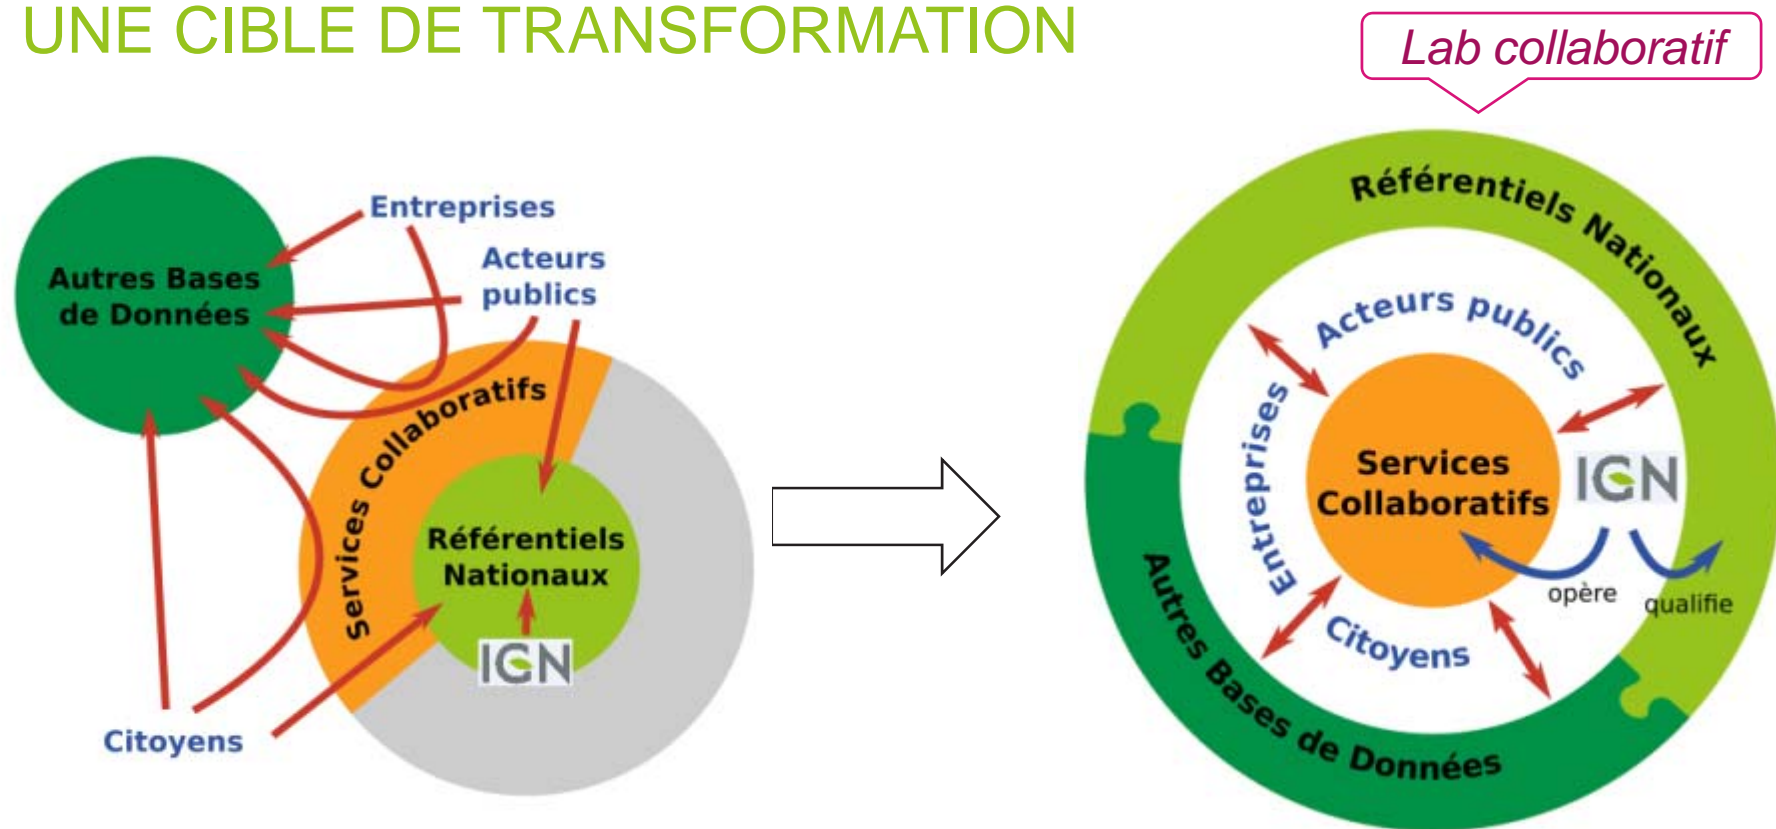 UNE CIBLE DE TRANSFORMATION
Lab collaboratif
Entreprises
Acteurs
publics
Autres Bases
de Données
Services Collaboratifs
Référentiels
Nationaux
IGN
Citoyens
Référentiels Nationaux
Acteurs publics
Entreprises
Services
Collaboratifs
IGN
opère
qualifie
Citoyens
Autres Bases de Données